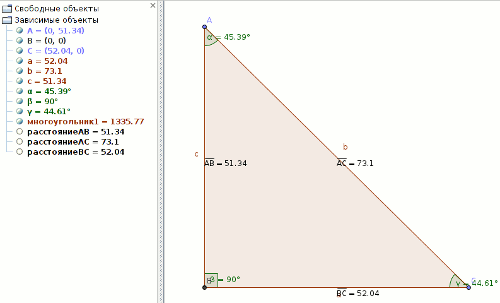 Свободные объекты
Зависимые объекты
A = (0, 51.34)
B = (0, 0)
C = (52.04, 0)
a = 52.04
b = 73.1
c = 51.34
α = 45.39°
β = 90°
γ = 44.61°
многоугольник1 = 1335.77
расстояниеAB = 51.34
расстояниеAC = 73.1
расстояниеBC = 52.04
A
α = 45.39°
b
c
AB = 51.34
AC = 73.1
β = 90°
γ = 44.61°
BC = 52.04